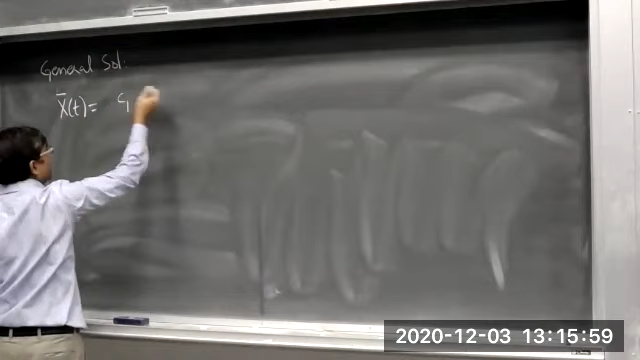 General Sol:
X̄(t) = C₁
2020-12-03 13:15:59